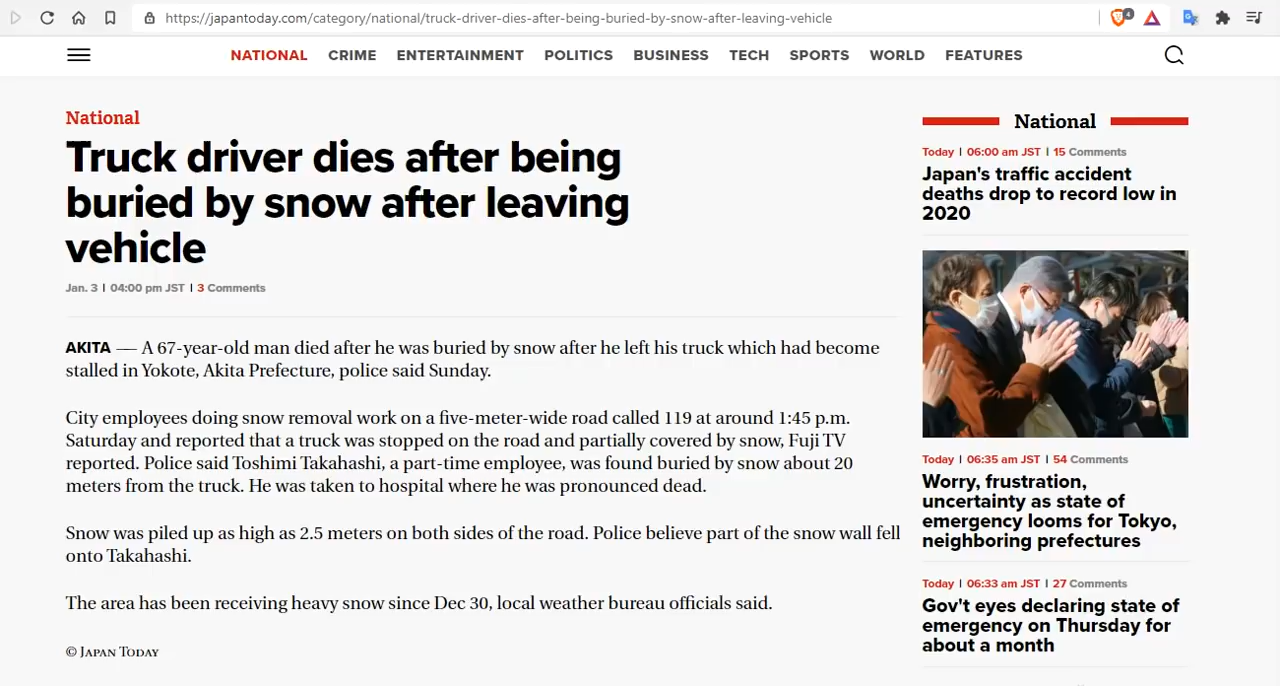 https://japantoday.com/category/national/truck-driver-dies-after-being-buried-by-snow-after-leaving-vehicle
4
NATIONAL CRIME ENTERTAINMENT POLITICS BUSINESS TECH SPORTS WORLD FEATURES
National
Truck driver dies after being
buried by snow after leaving
vehicle
Jan. 3 | 04:00 pm JST | 3 Comments
AKITA — A 67-year-old man died after he was buried by snow after he left his truck which had become
stalled in Yokote, Akita Prefecture, police said Sunday.
City employees doing snow removal work on a five-meter-wide road called 119 at around 1:45 p.m.
Saturday and reported that a truck was stopped on the road and partially covered by snow, Fuji TV
reported. Police said Toshimi Takahashi, a part-time employee, was found buried by snow about 20
meters from the truck. He was taken to hospital where he was pronounced dead.
Snow was piled up as high as 2.5 meters on both sides of the road. Police believe part of the snow wall fell
onto Takahashi.
The area has been receiving heavy snow since Dec 30, local weather bureau officials said.
© JAPAN TODAY
National
Today | 06:00 am JST | 15 Comments
Japan's traffic accident
deaths drop to record low in
2020
Today | 06:35 am JST | 54 Comments
Worry, frustration,
uncertainty as state of
emergency looms for Tokyo,
neighboring prefectures
Today | 06:33 am JST | 27 Comments
Gov't eyes declaring state of
emergency on Thursday for
about a month